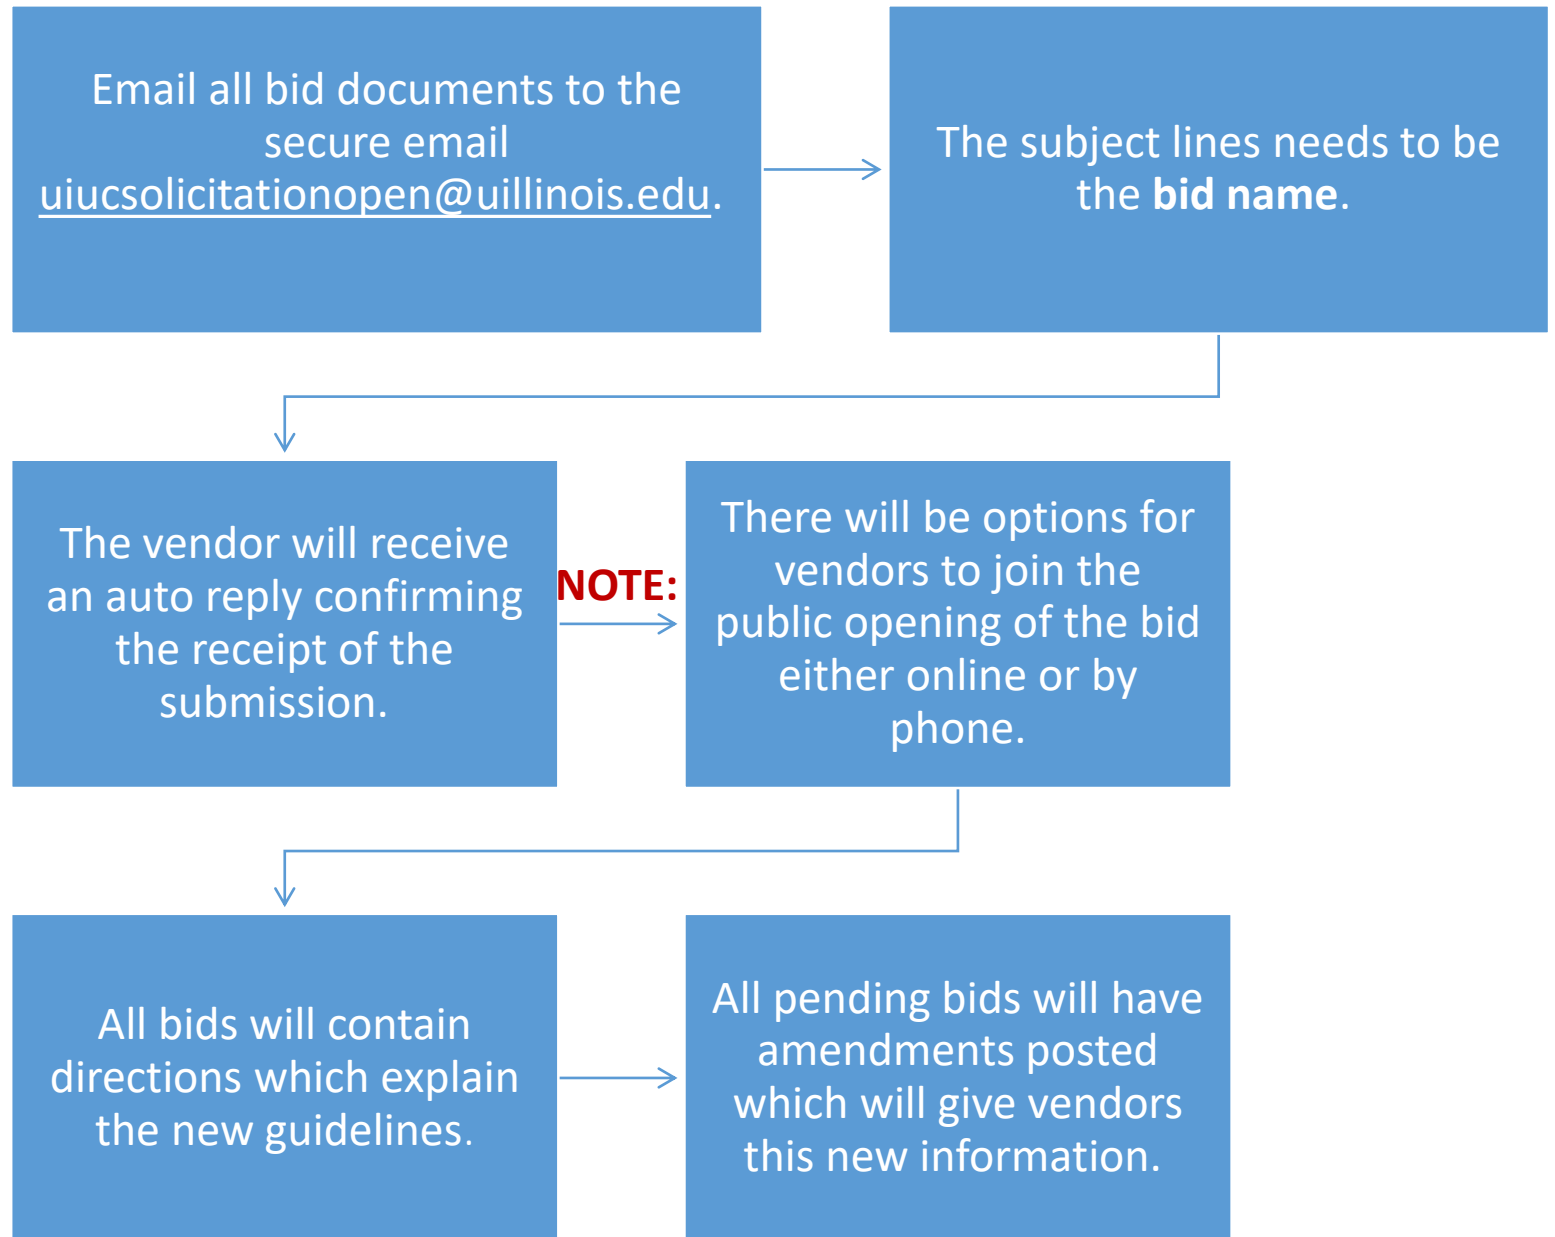 Email all bid documents to the
secure email
uiucsolicitationopen@uillinois.edu.
The subject lines needs to be
the bid name.
The vendor will receive
an auto reply confirming
the receipt of the
submission.
NOTE:
There will be options for
vendors to join the
public opening of the bid
either online or by
phone.
All bids will contain
directions which explain
the new guidelines.
All pending bids will have
amendments posted
which will give vendors
this new information.